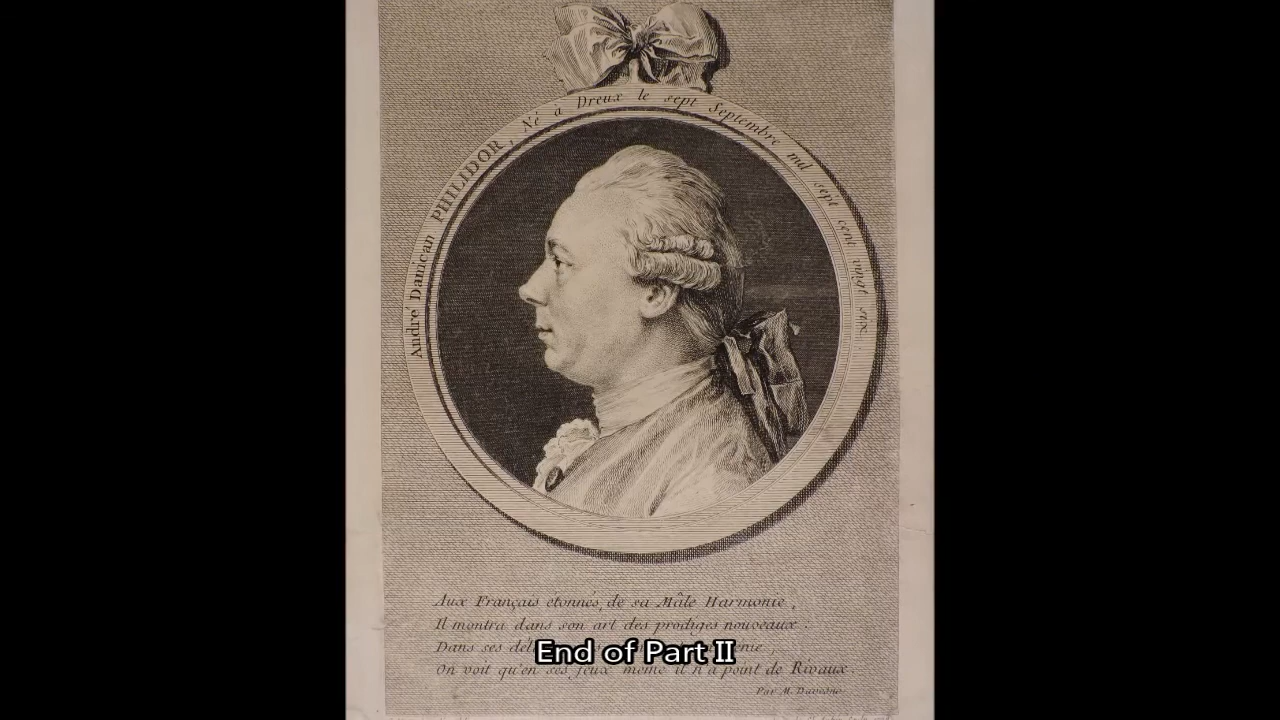 André Danican PHILIDOR, Né à Dreux le sept Septembre mil sept cent vingt six.
Aux Français étonnés, de sa Mâle Harmonie,
Il montra dans son art des prodiges nouveaux:
Dans ses
End of Part II
On voit qu'en ses Jeux même il n'a point de Rivaux.
Par M. Davesne